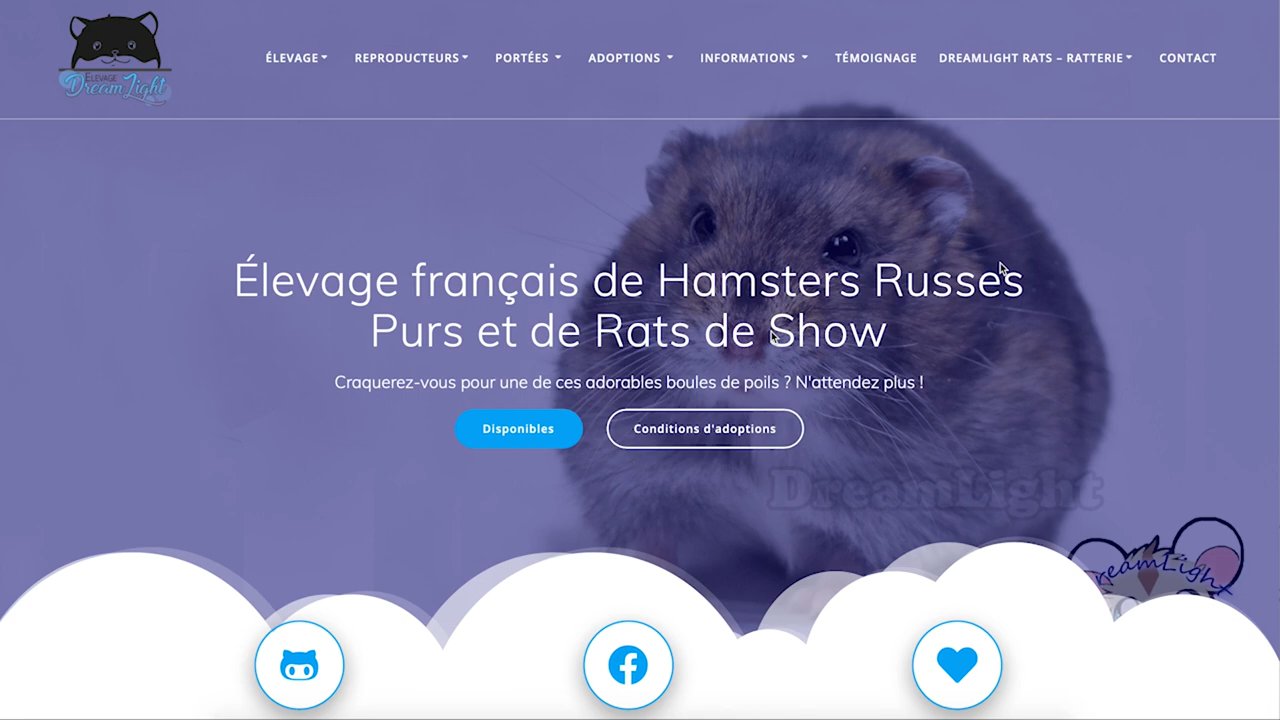 ELEVAGE
DreamLight
ÉLEVAGE
REPRODUCTEURS
PORTÉES
ADOPTIONS
INFORMATIONS
TÉMOIGNAGE
DREAMLIGHT RATS – RATTERIE
CONTACT
Élevage français de Hamsters Russes
Purs et de Rats de Show
Craquerez-vous pour une de ces adorables boules de poils ? N'attendez plus !
Disponibles
Conditions d'adoptions
DreamLight
DreamLight